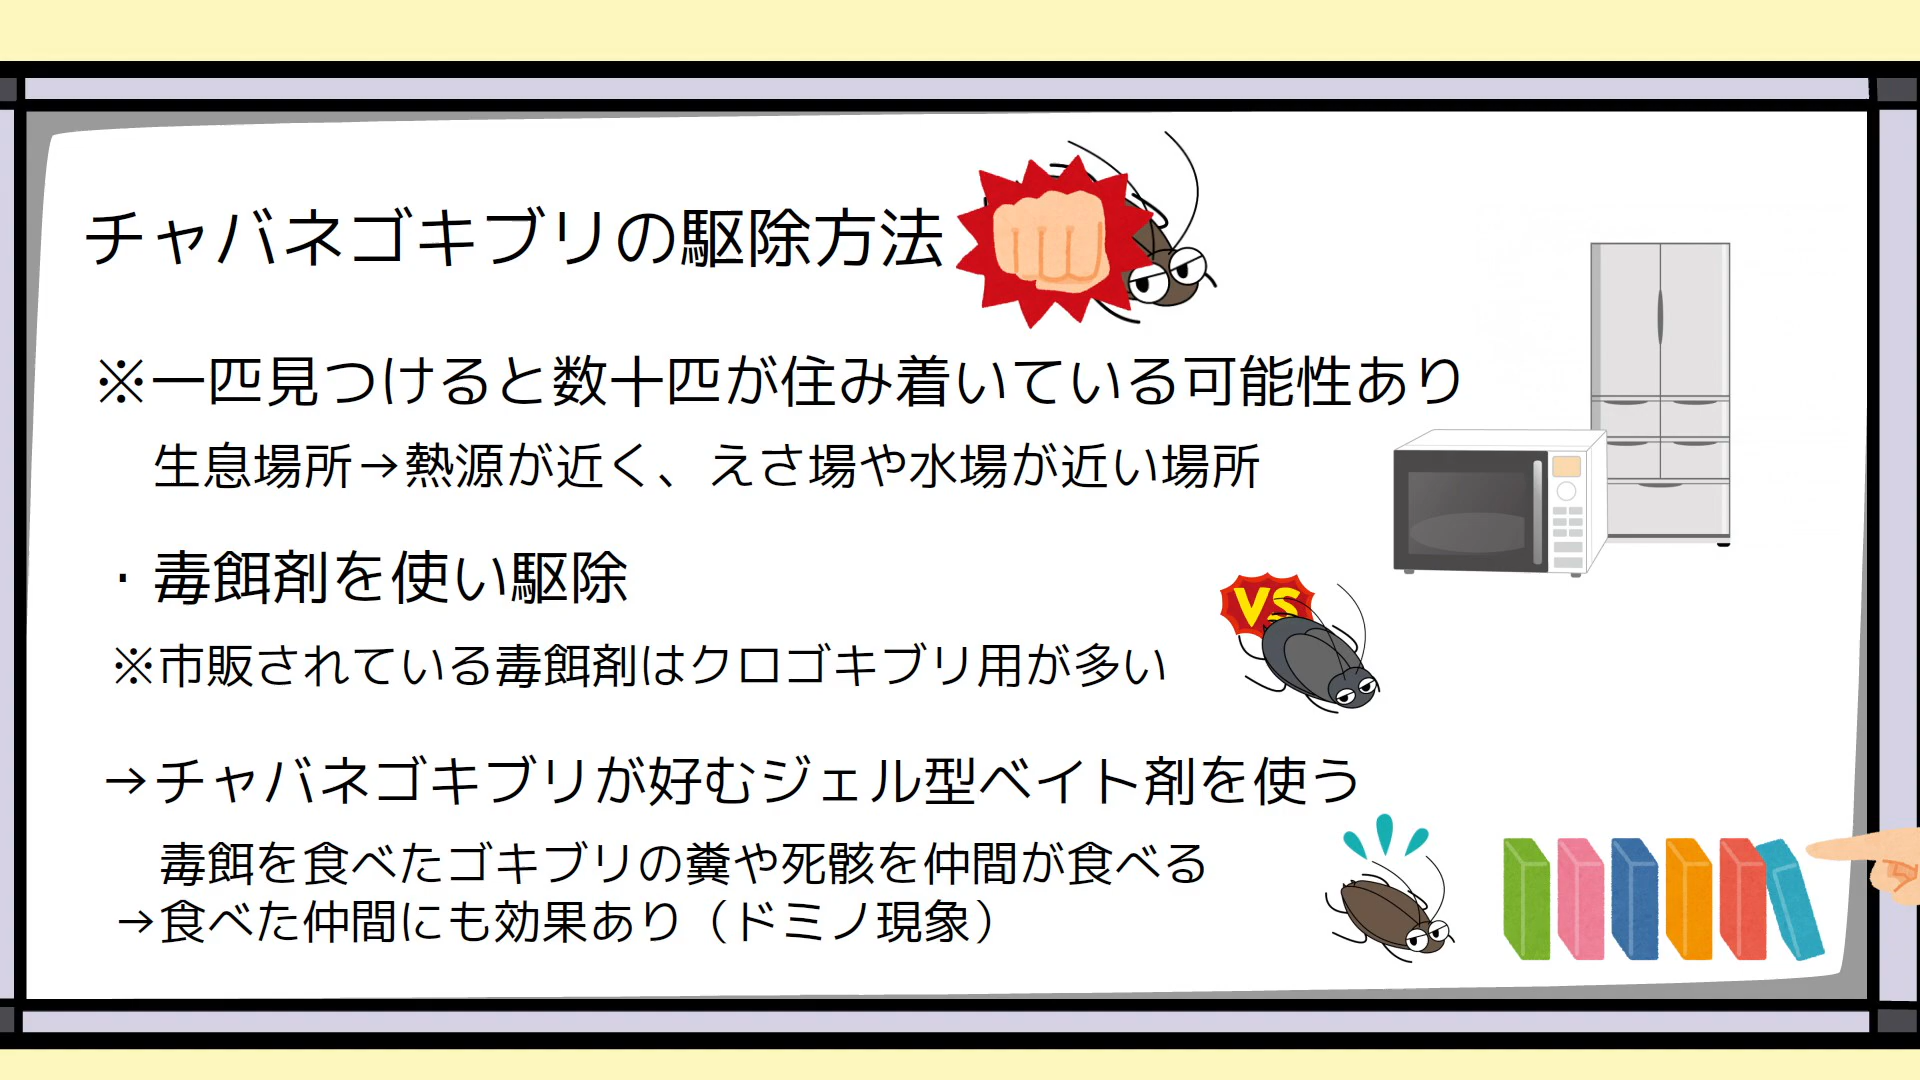 チャバネゴキブリの駆除方法
※一匹見つけると数十匹が住み着いている可能性あり
生息場所→熱源が近く、えさ場や水場が近い場所
・毒餌剤を使い駆除
VS
※市販されている毒餌剤はクロゴキブリ用が多い
→チャバネゴキブリが好むジェル型ベイト剤を使う
毒餌を食べたゴキブリの糞や死骸を仲間が食べる
→食べた仲間にも効果あり（ドミノ現象）